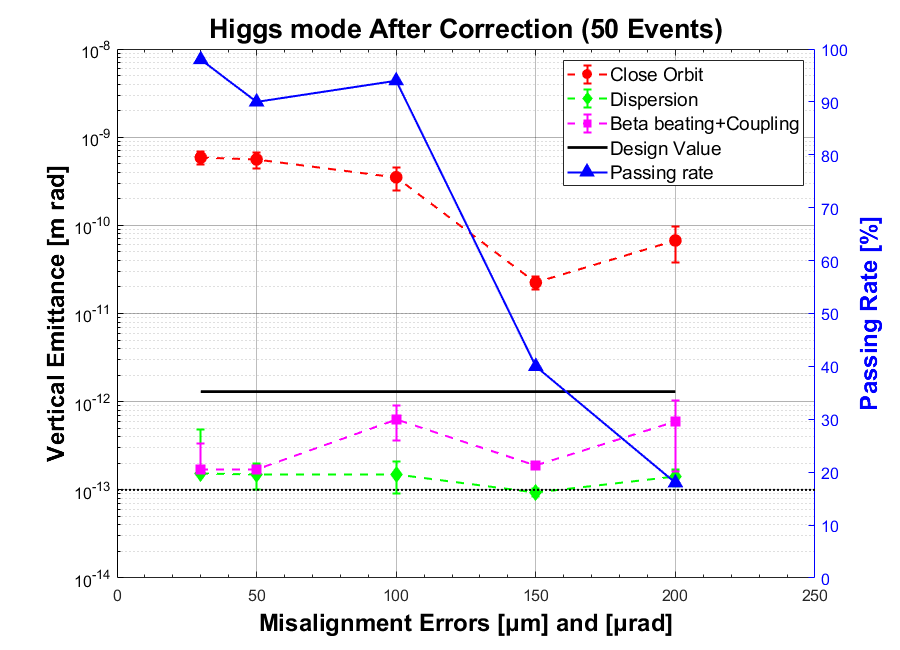 Higgs mode After Correction (50 Events)
Close Orbit
Dispersion
Beta beating+Coupling
Design Value
Passing rate
Vertical Emittance [m rad]
10-8
10-9
10-10
10-11
10-12
10-13
10-14
100
90
80
70
60
50
40
30
20
10
0
Passing Rate [%]
0 50 100 150 200 250
Misalignment Errors [µm] and [µrad]